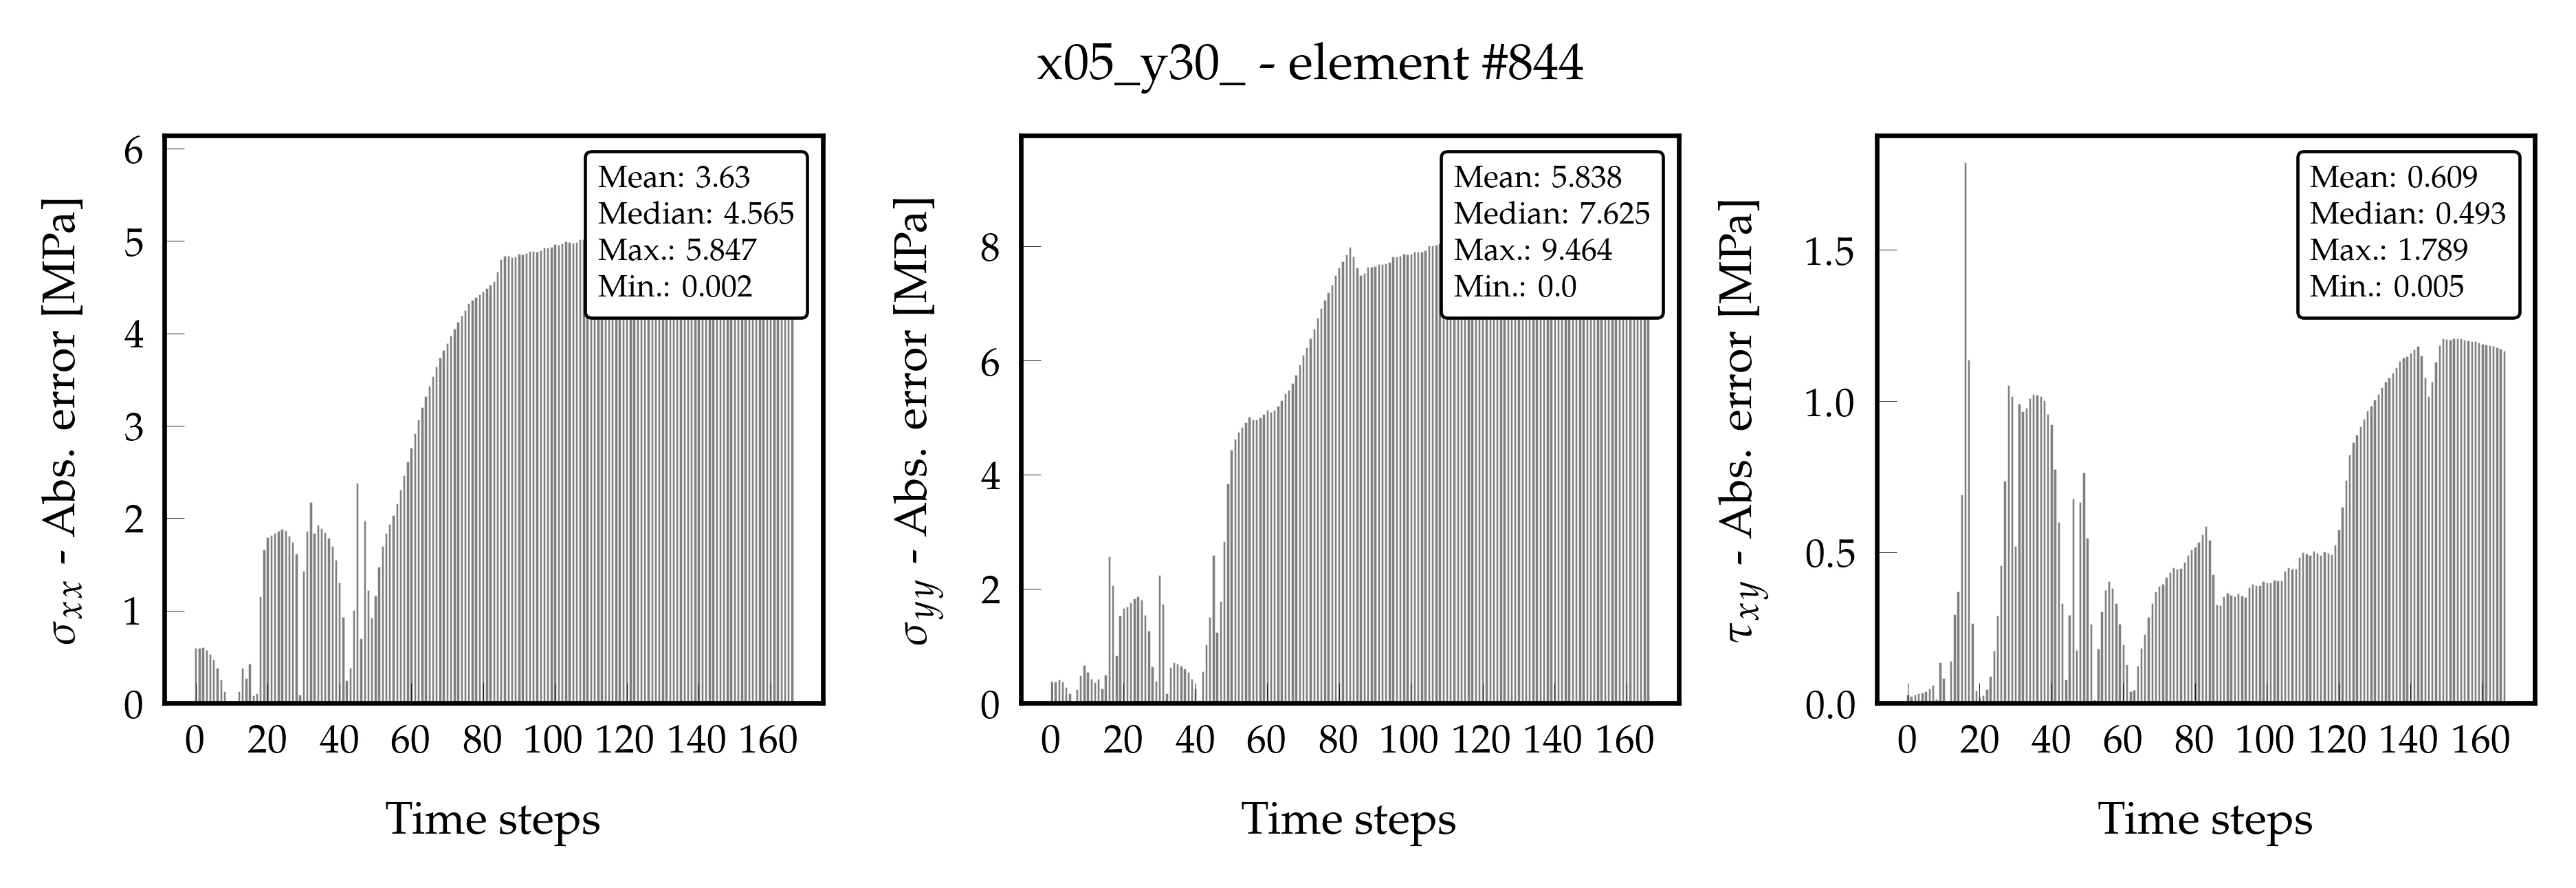 x05_y30_ - element #844
σxx - Abs. error [MPa]
6
5
4
3
2
1
0
Mean: 3.63
Median: 4.565
Max.: 5.847
Min.: 0.002
0 20 40 60 80 100 120 140 160
Time steps
σyy - Abs. error [MPa]
8
6
4
2
0
Mean: 5.838
Median: 7.625
Max.: 9.464
Min.: 0.0
0 20 40 60 80 100 120 140 160
Time steps
τxy - Abs. error [MPa]
1.5
1.0
0.5
0.0
Mean: 0.609
Median: 0.493
Max.: 1.789
Min.: 0.005
0 20 40 60 80 100 120 140 160
Time steps